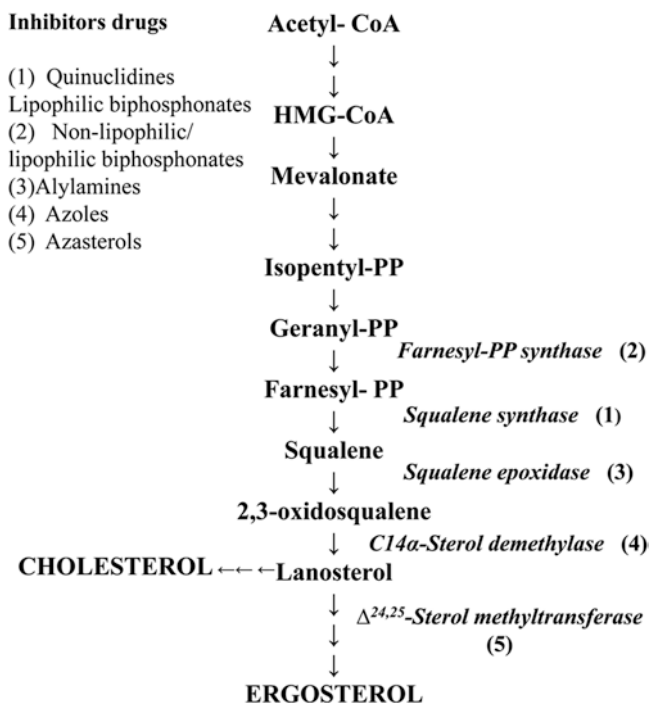 Inhibitors drugs
(1) Quinuclidines
Lipophilic biphosphonates
(2) Non-lipophilic/
lipophilic biphosphonates
(3)Alylamines
(4) Azoles
(5) Azasterols
Acetyl- CoA
↓
↓
HMG-CoA
↓
Mevalonate
↓
↓
Isopentyl-PP
↓
Geranyl-PP
↓ Farnesyl-PP synthase (2)
Farnesyl- PP
↓ Squalene synthase (1)
Squalene
↓ Squalene epoxidase (3)
2,3-oxidosqualene
↓ C14α-Sterol demethylase (4)
CHOLESTEROL ←←←Lanosterol
↓ Δ24,25-Sterol methyltransferase
↓ (5)
↓
↓
ERGOSTEROL